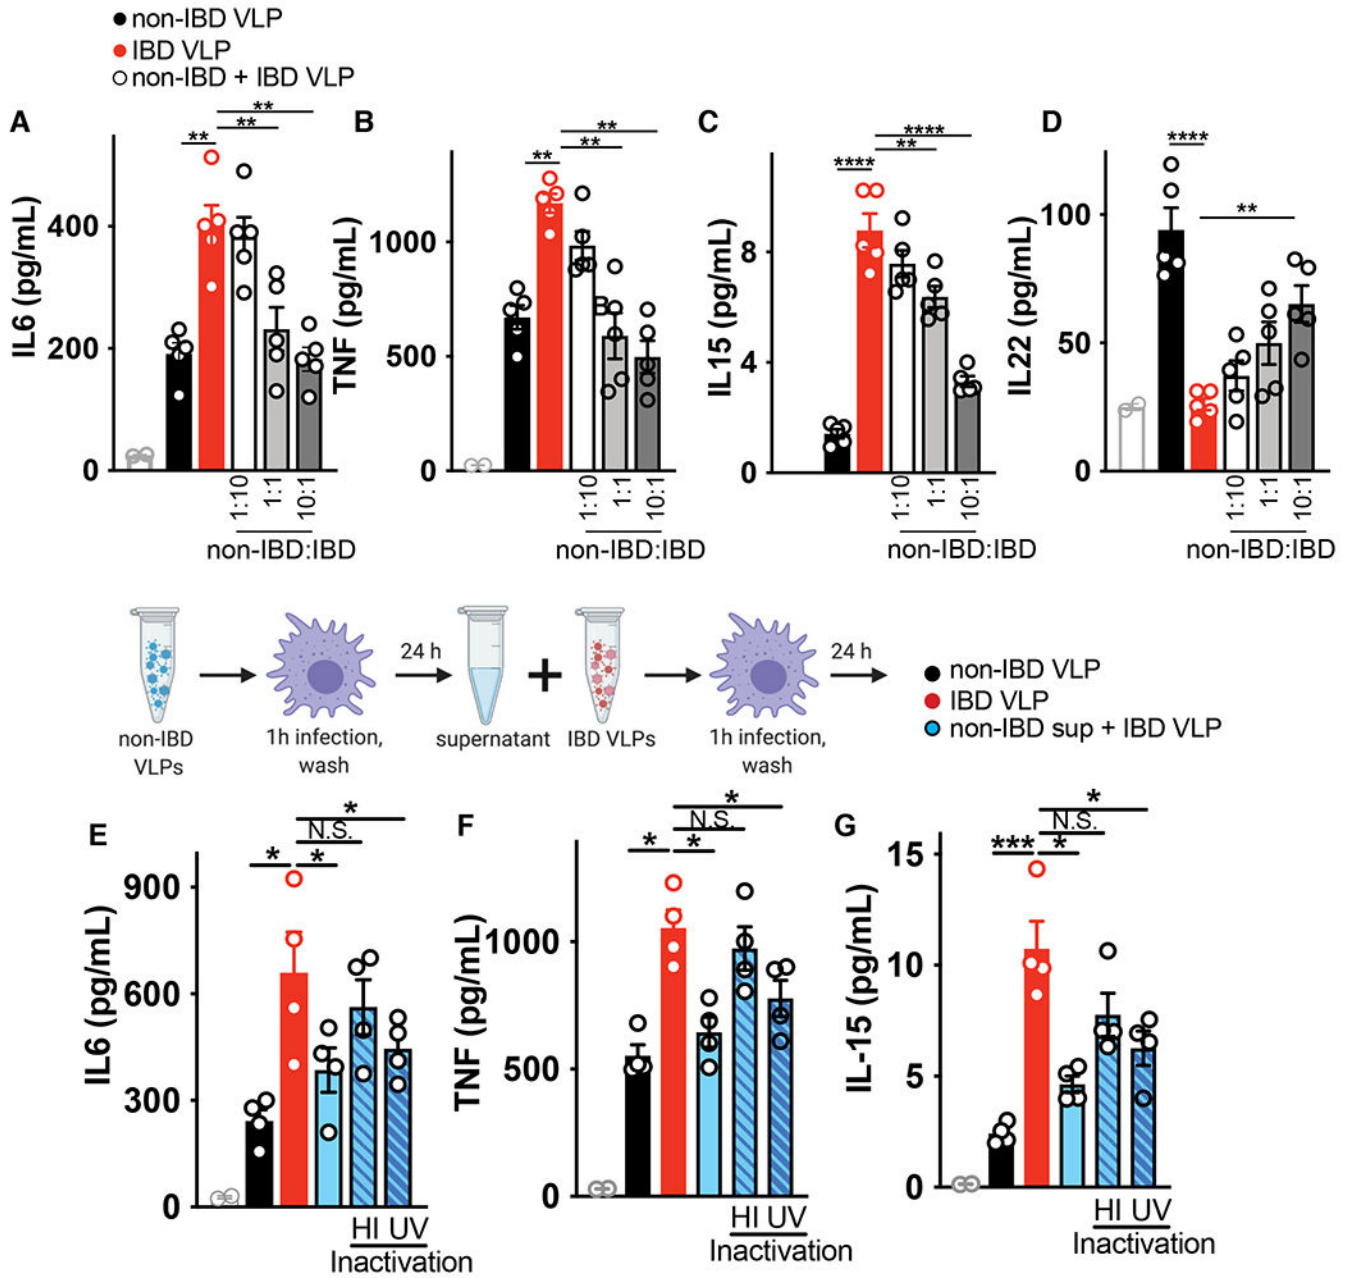 non-IBD VLP
IBD VLP
non-IBD + IBD VLP
A
IL6 (pg/mL)
400
200
0
**
**
**
1:10
1:1
10:1
non-IBD:IBD
B
TNF (pg/mL)
1000
500
0
**
**
**
B
1:10
1:1
10:1
non-IBD:IBD
C
IL15 (pg/mL)
8
4
0
****
**
****
1:10
1:1
10:1
non-IBD:IBD
D
IL22 (pg/mL)
100
50
0
****
**
1:10
1:1
10:1
non-IBD:IBD
non-IBD
VLPs
1h infection,
wash
24 h
supernatant
+
IBD VLPs
1h infection,
wash
24 h
non-IBD VLP
IBD VLP
non-IBD sup + IBD VLP
E
IL6 (pg/mL)
900
600
300
0
*
N.S.
*
*
HI UV
Inactivation
F
TNF (pg/mL)
1000
500
0
*
N.S.
*
*
HI UV
Inactivation
G
IL-15 (pg/mL)
15
10
5
0
*
N.S.
***
*
HI UV
Inactivation